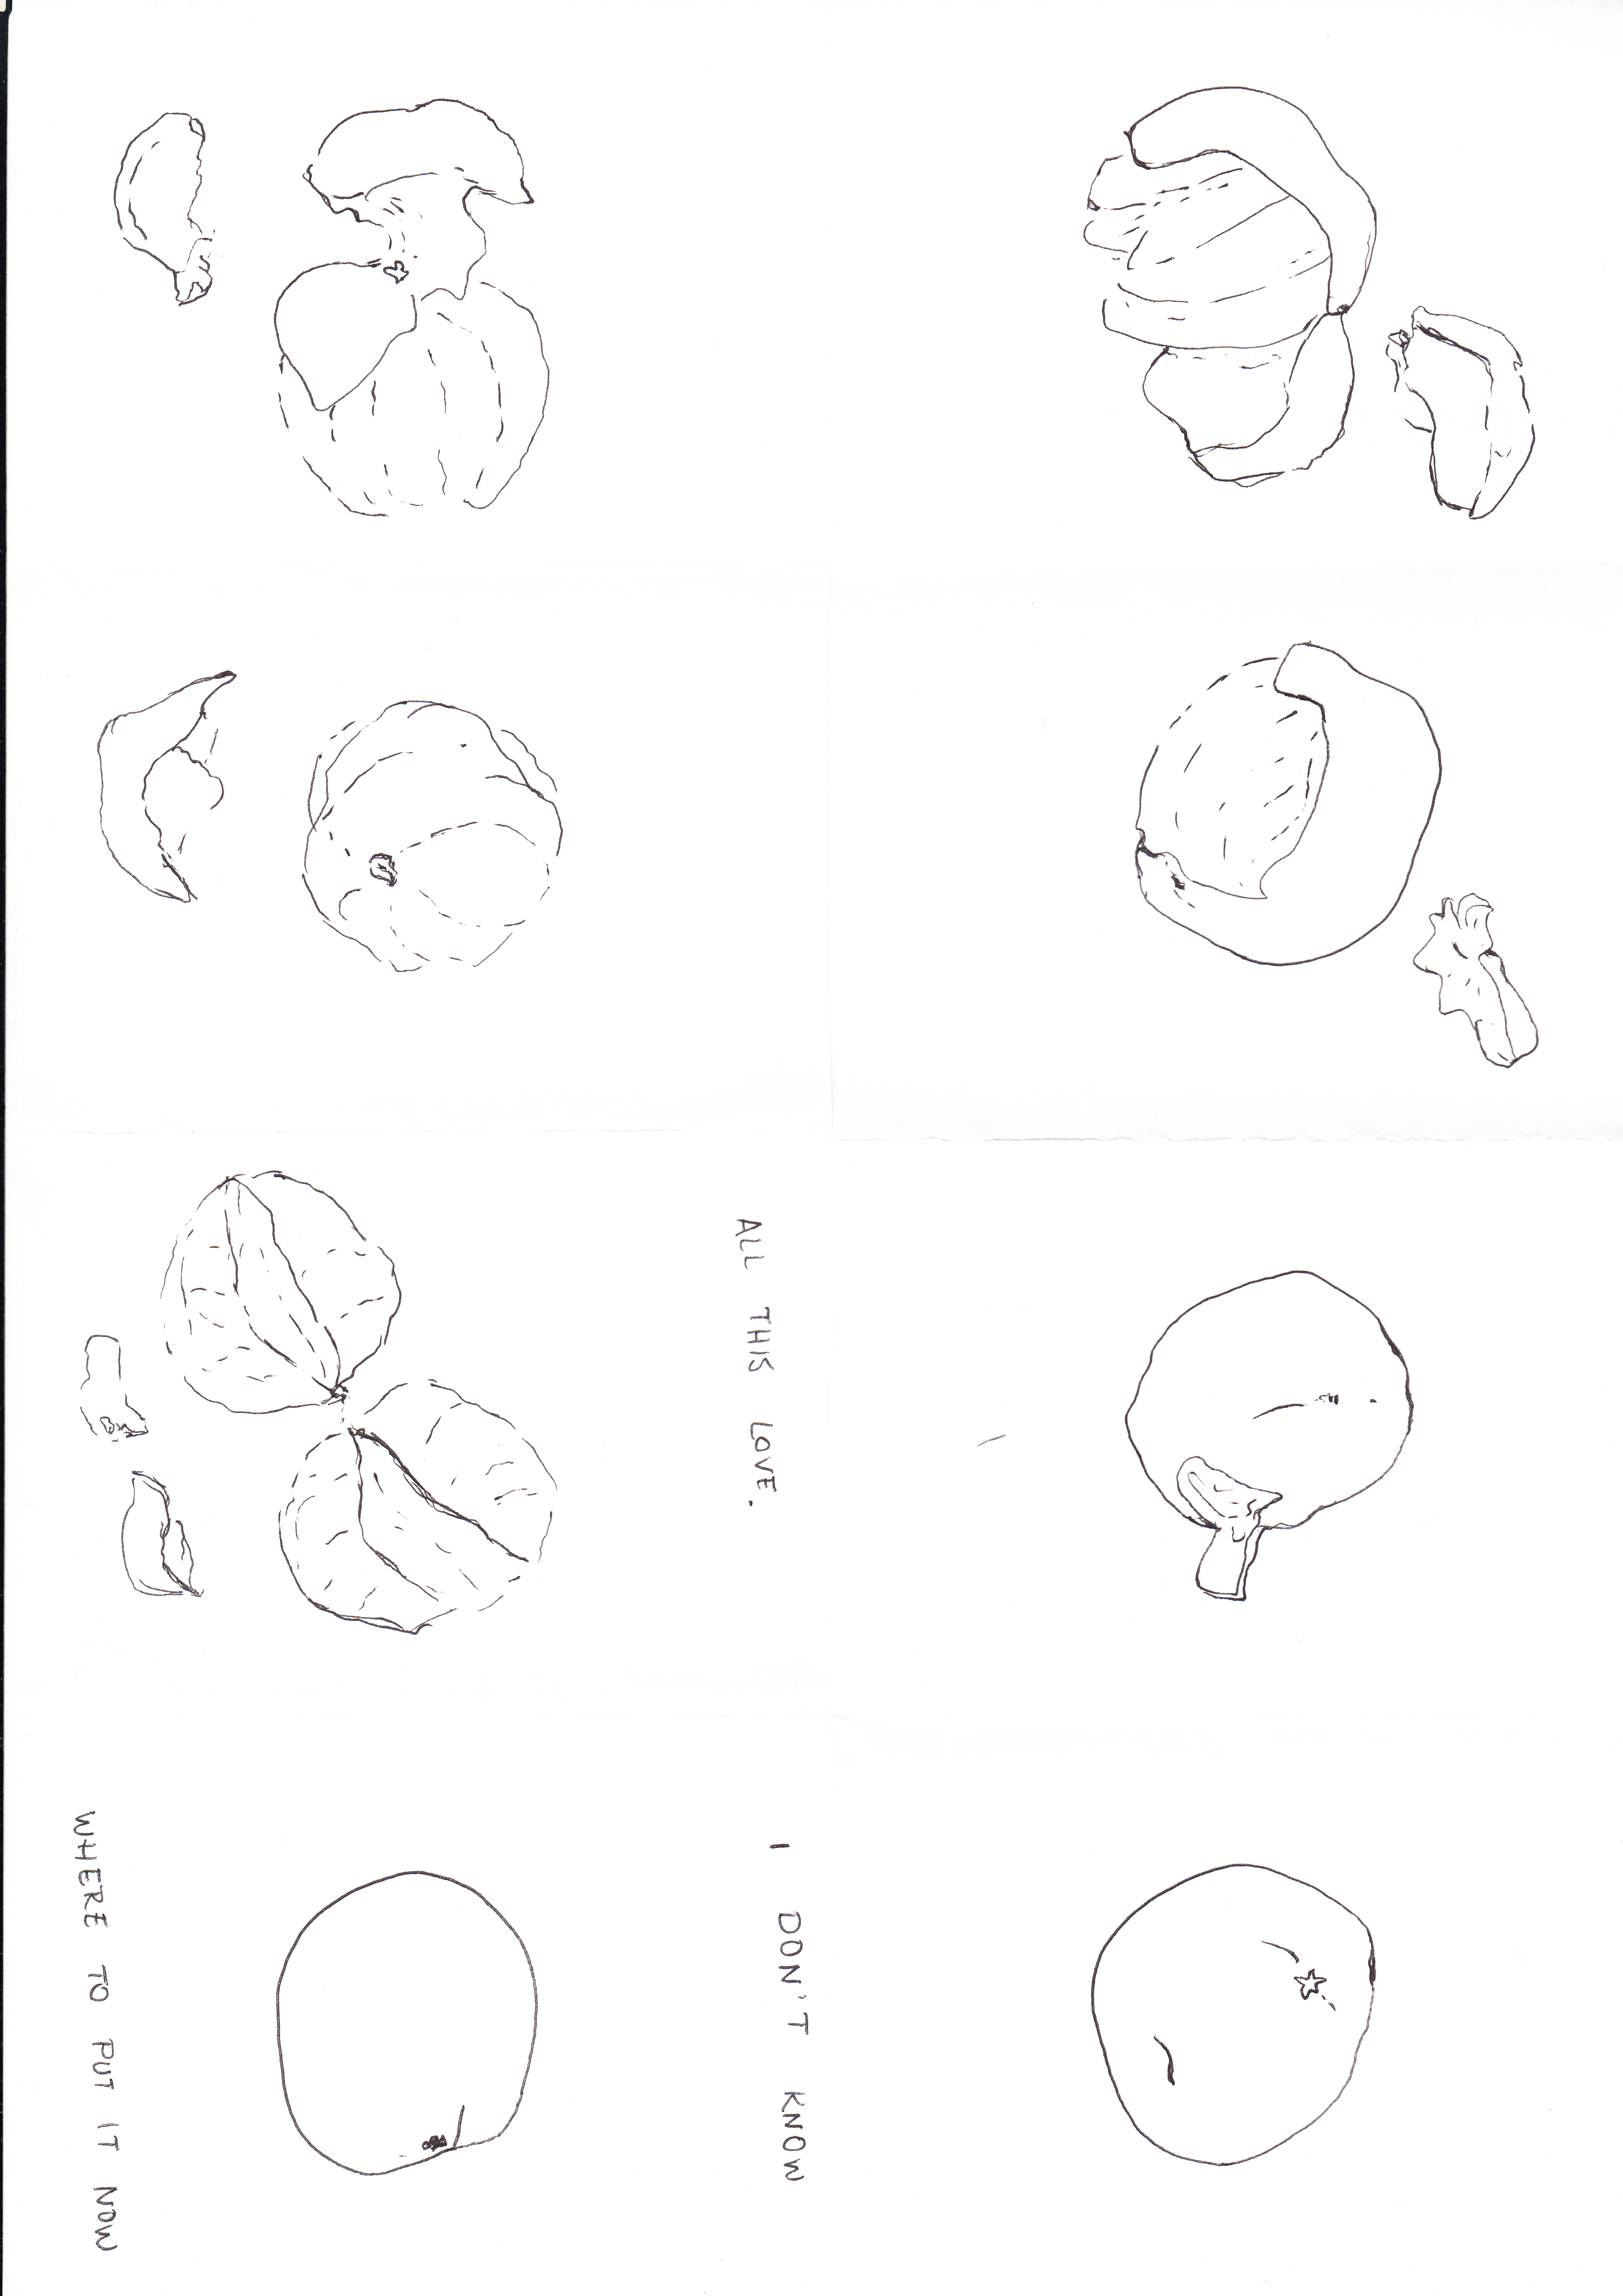 ALL THIS LOVE.
I DON'T KNOW
WHERE TO PUT IT NOW